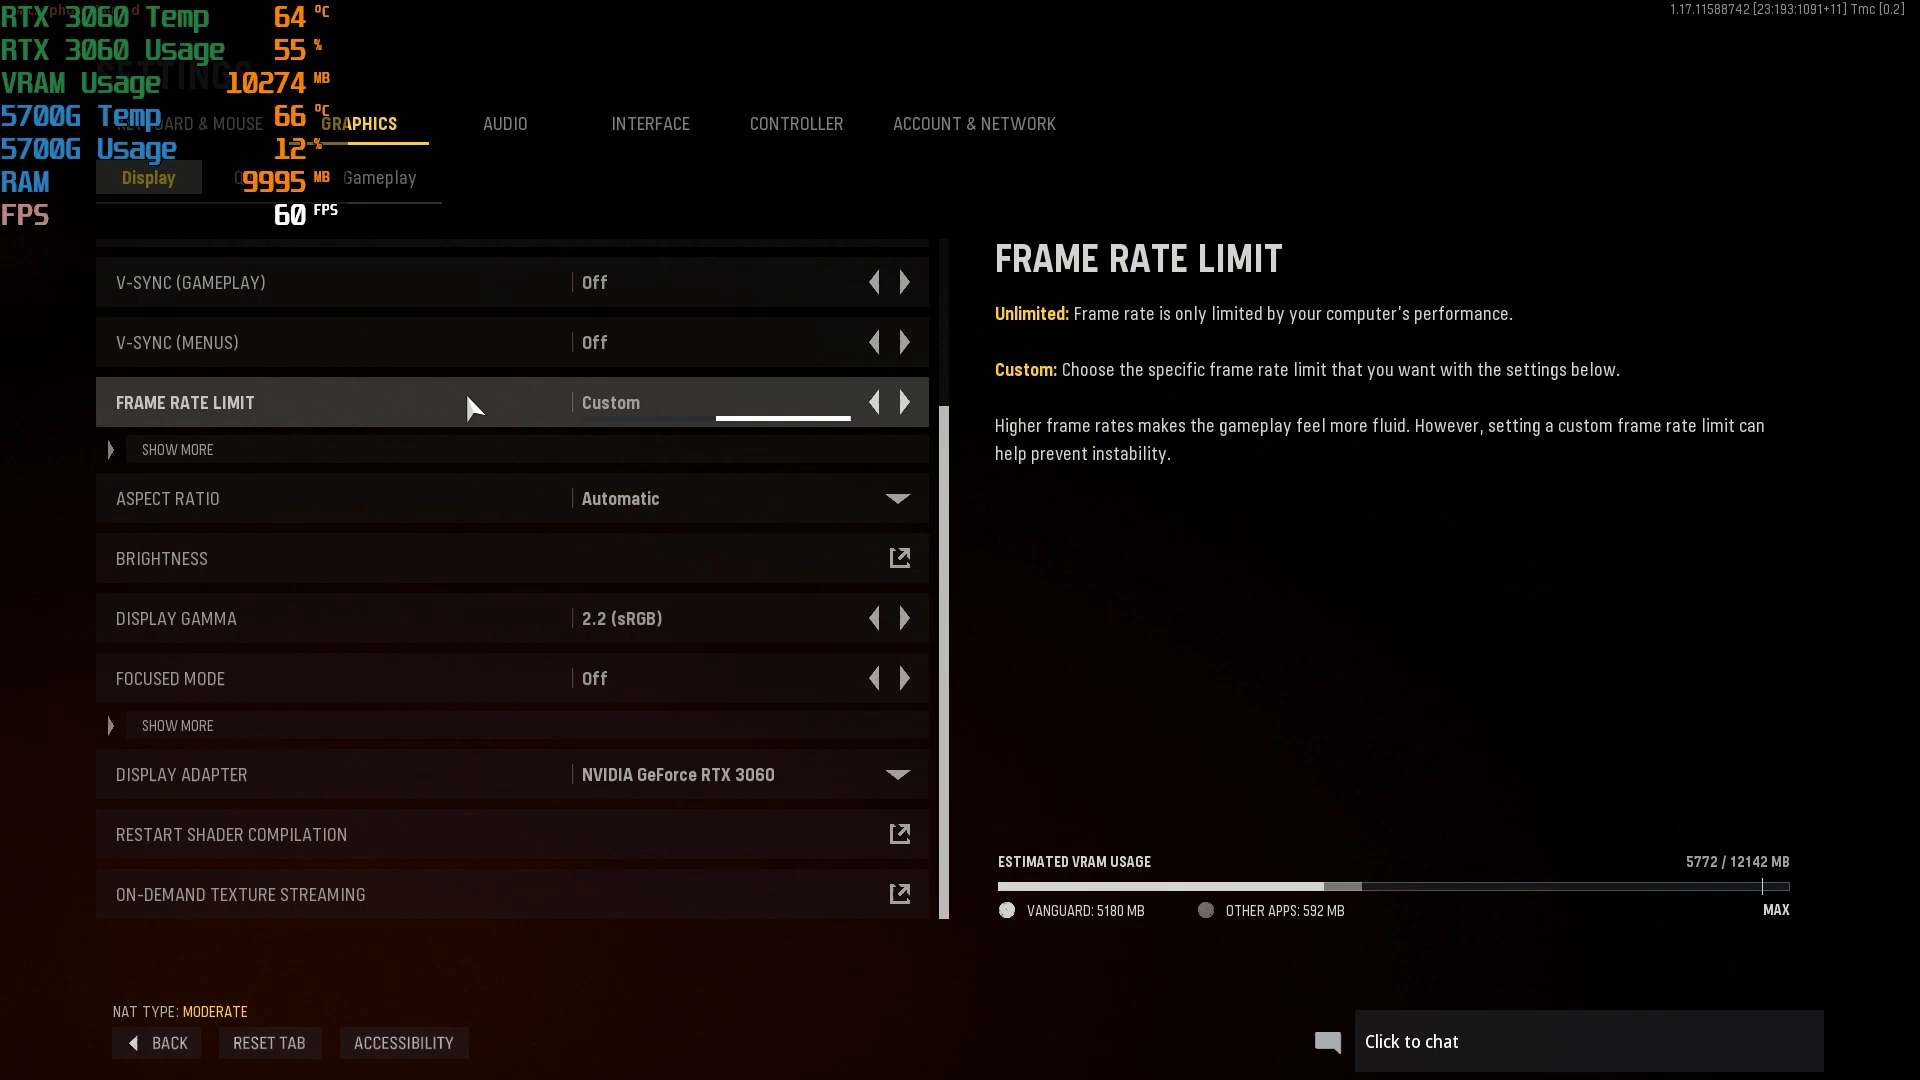 1.17.11588742 [23:193:1091+11] Tmc [0.2]
RTX 3060 Temp 64 °C
RTX 3060 Usage 55 %
SETTINGS
VRAM Usage 10274 MB
5700G Temp 66 °C
KEYBOARD & MOUSE GRAPHICS AUDIO INTERFACE CONTROLLER ACCOUNT & NETWORK
5700G Usage 12 %
RAM 9995 MB
Display Gameplay
FPS 60 FPS
V-SYNC (GAMEPLAY) Off
V-SYNC (MENUS) Off
FRAME RATE LIMIT Custom
SHOW MORE
ASPECT RATIO Automatic
BRIGHTNESS
DISPLAY GAMMA 2.2 (sRGB)
FOCUSED MODE Off
SHOW MORE
DISPLAY ADAPTER NVIDIA GeForce RTX 3060
RESTART SHADER COMPILATION
ON-DEMAND TEXTURE STREAMING
FRAME RATE LIMIT
Unlimited: Frame rate is only limited by your computer's performance.
Custom: Choose the specific frame rate limit that you want with the settings below.
Higher frame rates makes the gameplay feel more fluid. However, setting a custom frame rate limit can
help prevent instability.
ESTIMATED VRAM USAGE 5772 / 12142 MB
VANGUARD: 5180 MB OTHER APPS: 592 MB MAX
NAT TYPE: MODERATE
BACK RESET TAB ACCESSIBILITY
Click to chat